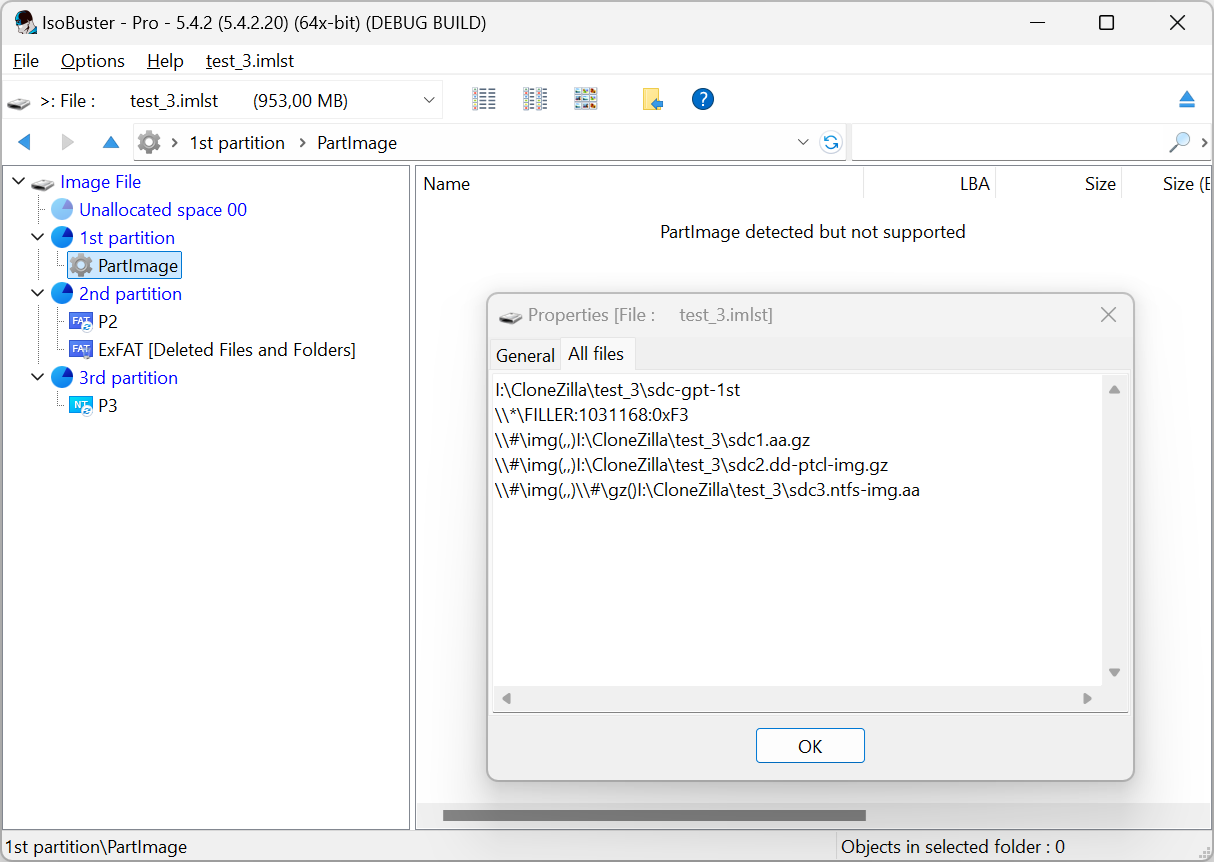 IsoBuster - Pro - 5.4.2 (5.4.2.20) (64x-bit) (DEBUG BUILD)
File Options Help test_3.imlst
>: File : test_3.imlst (953,00 MB)
?
1st partition > PartImage
Image File
Unallocated space 00
1st partition
PartImage
2nd partition
FAT P2
FAT ExFAT [Deleted Files and Folders]
3rd partition
NT P3
Name LBA Size Size (B
PartImage detected but not supported
Properties [File : test_3.imlst]
General All files
I:\CloneZilla\test_3\sdc-gpt-1st
\\*\FILLER:1031168:0xF3
\\#\img(,,)I:\CloneZilla\test_3\sdc1.aa.gz
\\#\img(,,)I:\CloneZilla\test_3\sdc2.dd-ptcl-img.gz
\\#\img(,,)\\#\gz()I:\CloneZilla\test_3\sdc3.ntfs-img.aa
OK
1st partition\PartImage
Objects in selected folder : 0